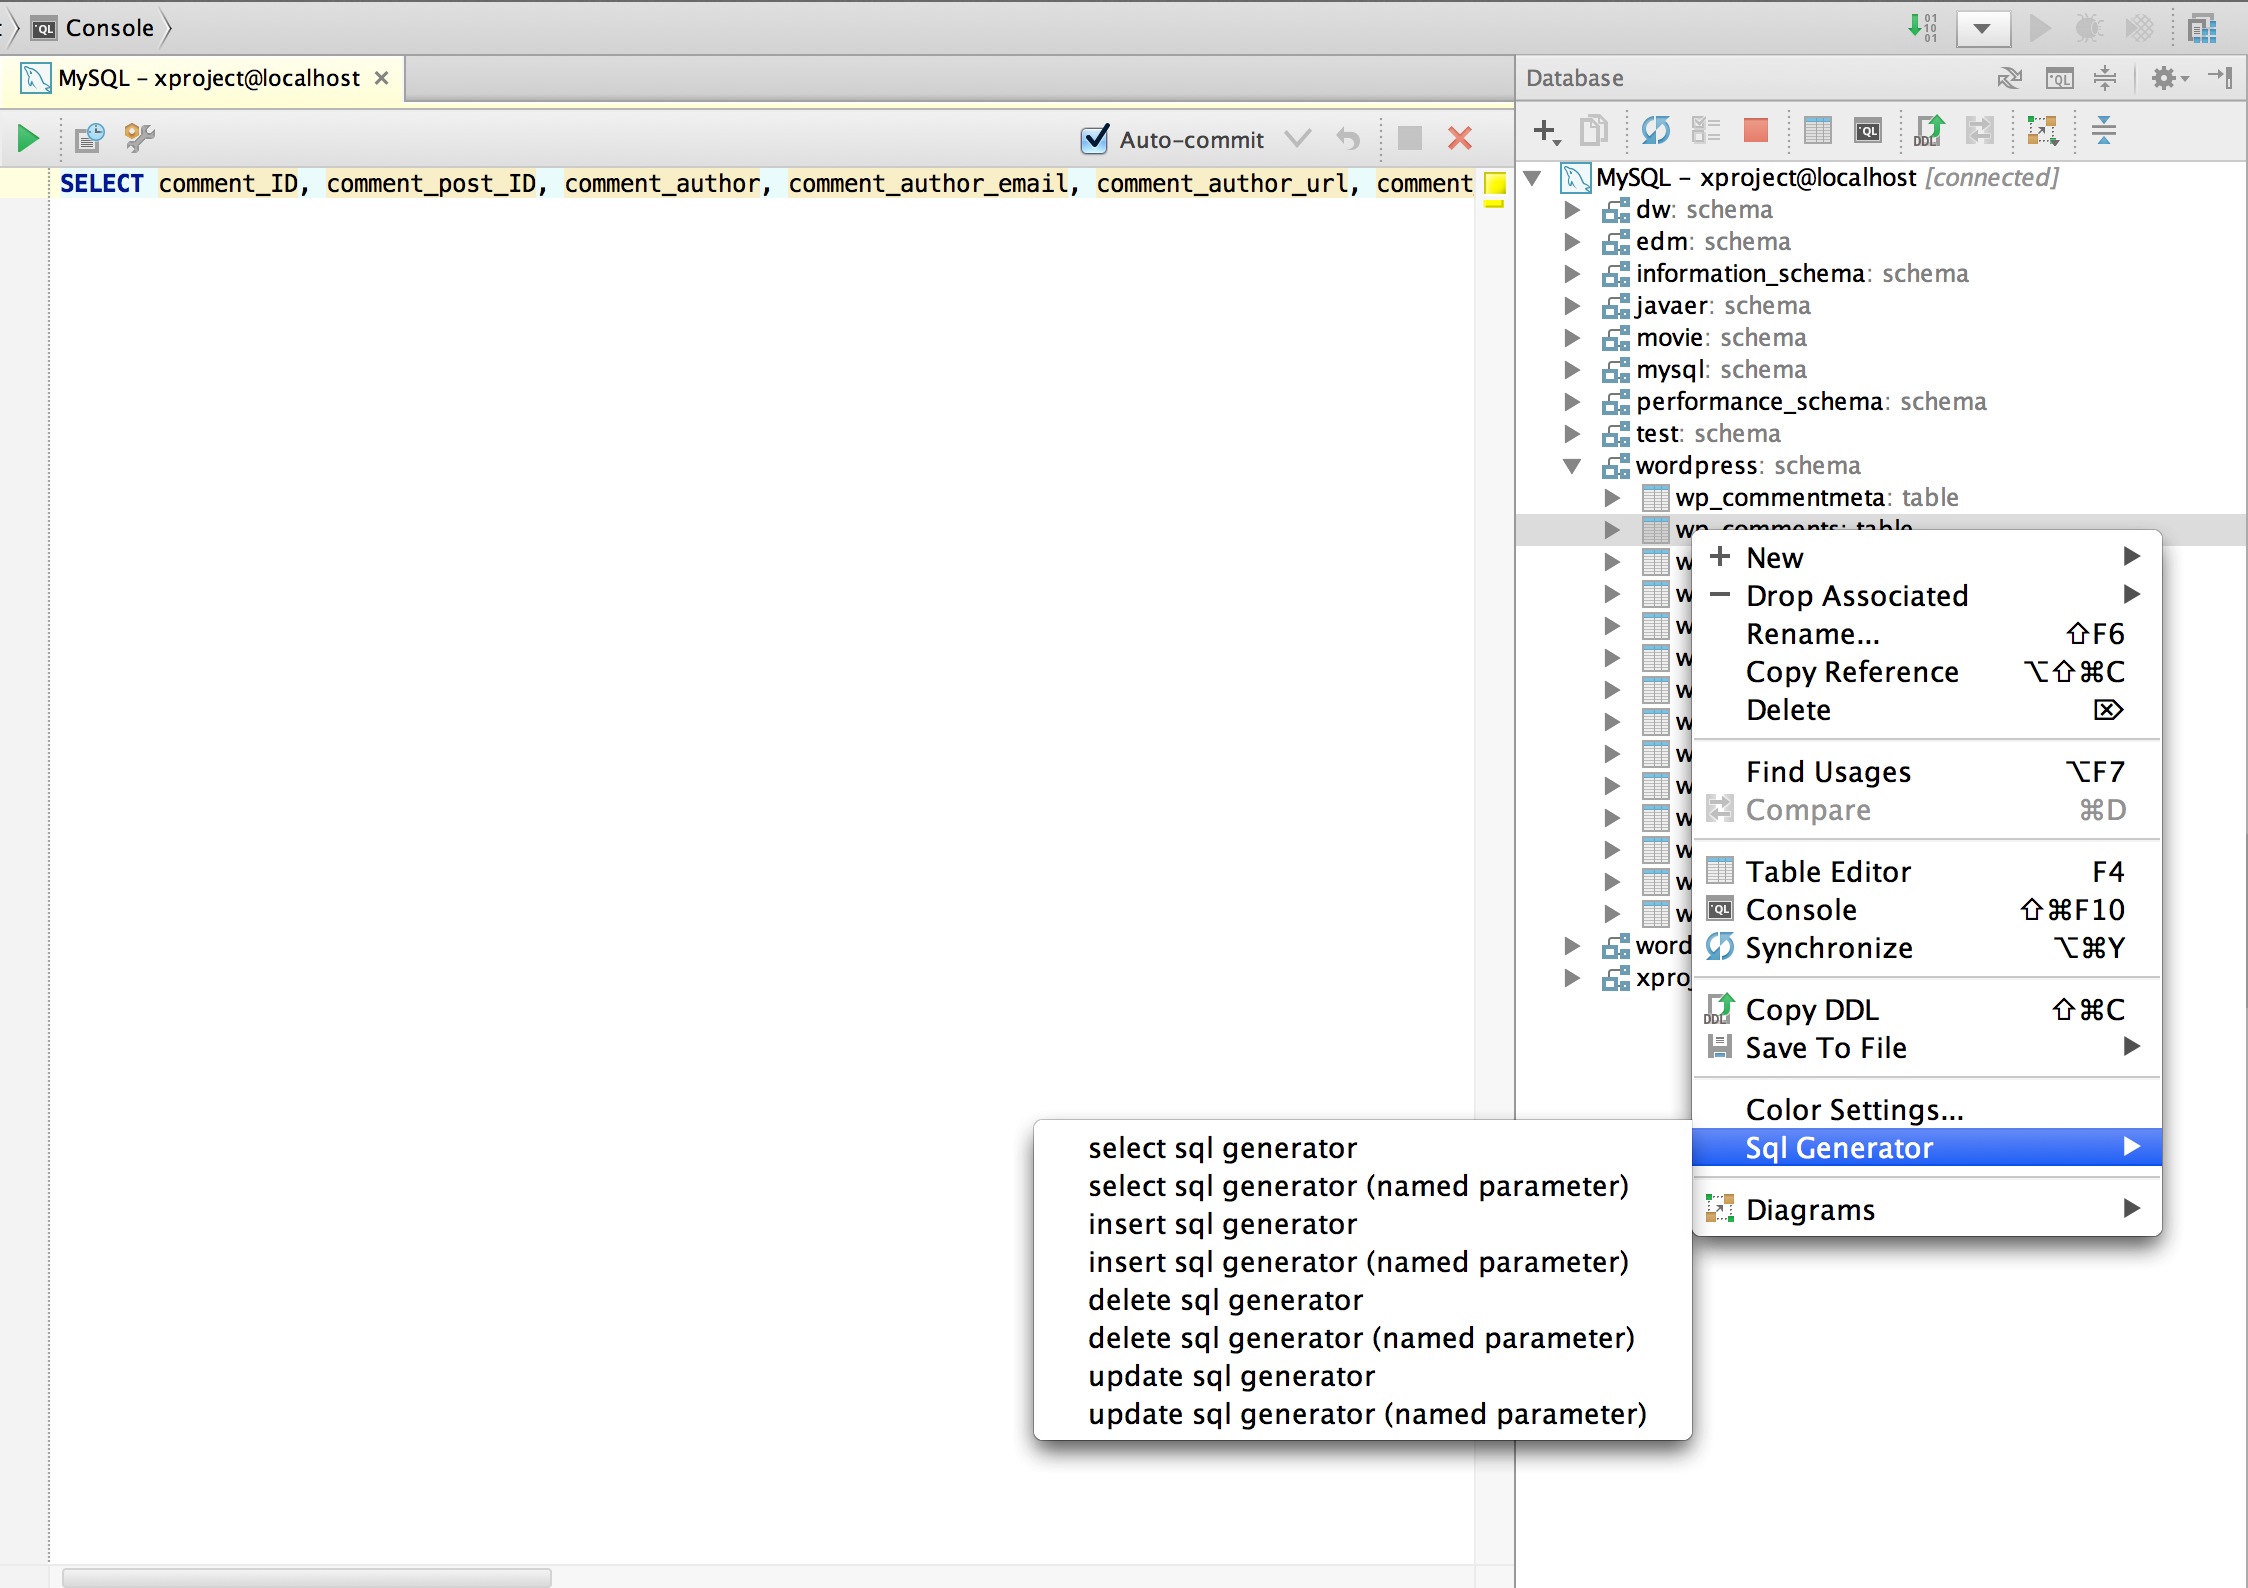 Console
MySQL – xproject@localhost
Database
Auto-commit
SELECT comment_ID, comment_post_ID, comment_author, comment_author_email, comment_author_url, comment
MySQL – xproject@localhost [connected]
dw: schema
edm: schema
information_schema: schema
javaer: schema
movie: schema
mysql: schema
performance_schema: schema
test: schema
wordpress: schema
wp_commentmeta: table
wp_comments: table
word
xpro
New
Drop Associated
Rename... ⇧F6
Copy Reference ⌥⇧⌘C
Delete ⌦
Find Usages ⌥F7
Compare ⌘D
Table Editor F4
Console ⇧⌘F10
Synchronize ⌥⌘Y
Copy DDL ⇧⌘C
Save To File
Color Settings...
Sql Generator
Diagrams
select sql generator
select sql generator (named parameter)
insert sql generator
insert sql generator (named parameter)
delete sql generator
delete sql generator (named parameter)
update sql generator
update sql generator (named parameter)